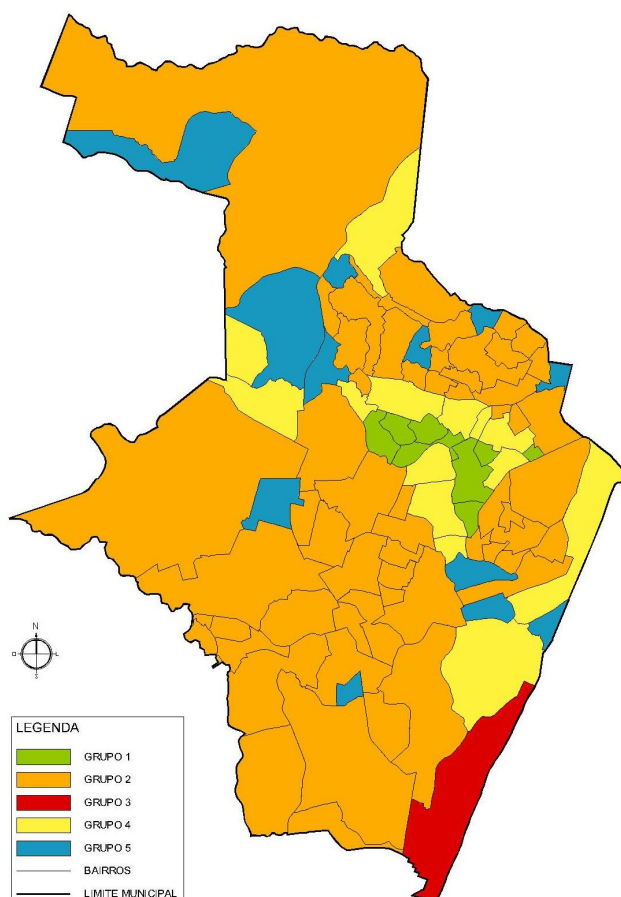 N
O
L
S
LEGENDA
GRUPO 1
GRUPO 2
GRUPO 3
GRUPO 4
GRUPO 5
BAIRROS
LIMITE MUNICIPAL